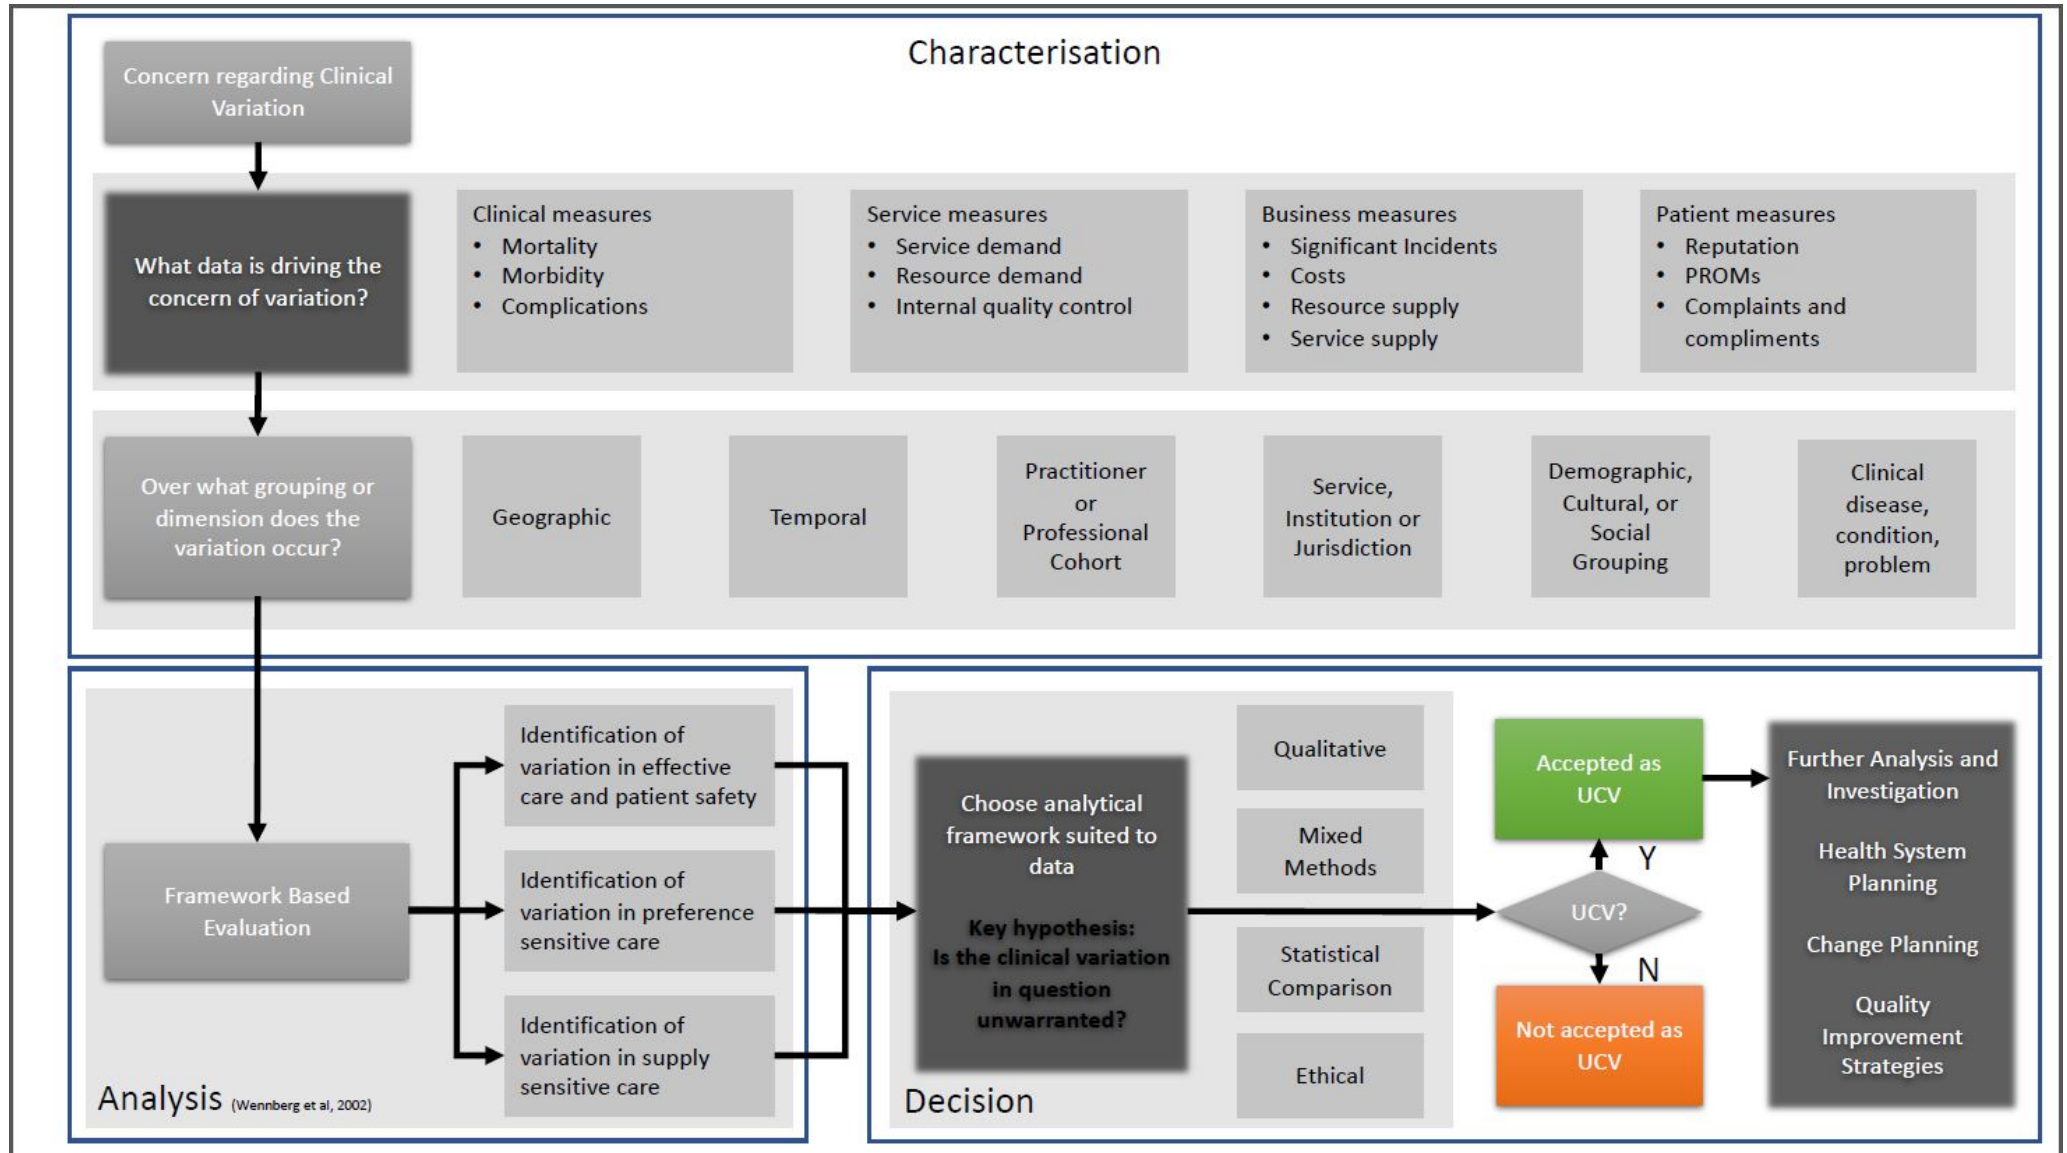 Characterisation
Concern regarding Clinical
Variation
What data is driving the
concern of variation?
Clinical measures
• Mortality
• Morbidity
• Complications
Service measures
• Service demand
• Resource demand
• Internal quality control
Business measures
• Significant Incidents
• Costs
• Resource supply
• Service supply
Patient measures
• Reputation
• PROMs
• Complaints and
compliments
Over what grouping or
dimension does the
variation occur?
Geographic
Temporal
Practitioner
or
Professional
Cohort
Service,
Institution or
Jurisdiction
Demographic,
Cultural, or
Social
Grouping
Clinical
disease,
condition,
problem
Framework Based
Evaluation
Identification of
variation in effective
care and patient safety
Identification of
variation in preference
sensitive care
Identification of
variation in supply
sensitive care
Analysis (Wennberg et al, 2002)
Choose analytical
framework suited to
data
Key hypothesis:
Is the clinical variation
in question
unwarranted?
Decision
Qualitative
Mixed
Methods
Statistical
Comparison
Ethical
Accepted as
UCV
Y
UCV?
N
Not accepted as
UCV
Further Analysis and
Investigation
Health System
Planning
Change Planning
Quality
Improvement
Strategies